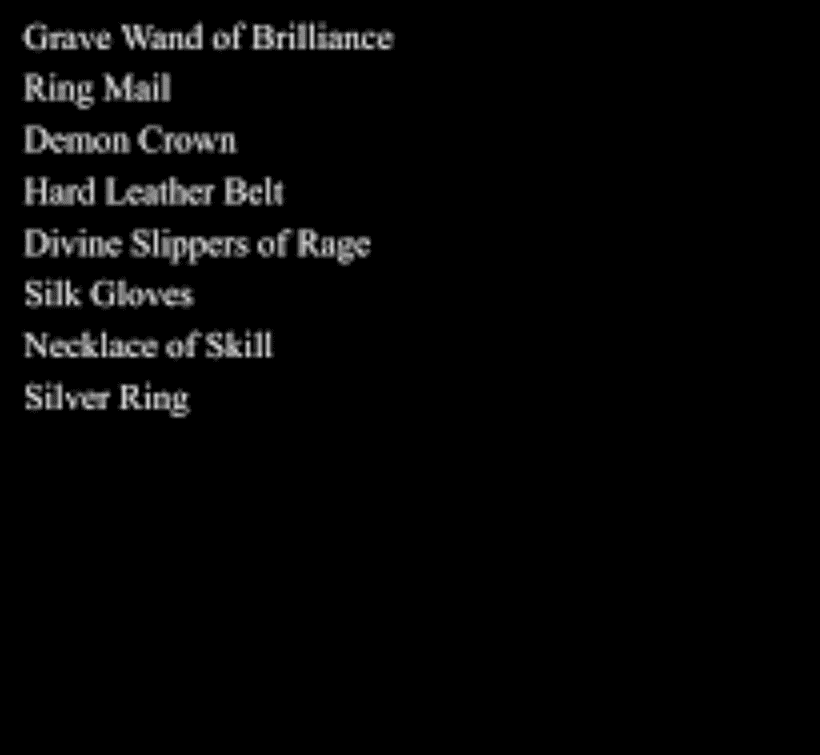 Grave Wand of Brilliance
Ring Mail
Demon Crown
Hard Leather Belt
Divine Slippers of Rage
Silk Gloves
Necklace of Skill
Silver Ring